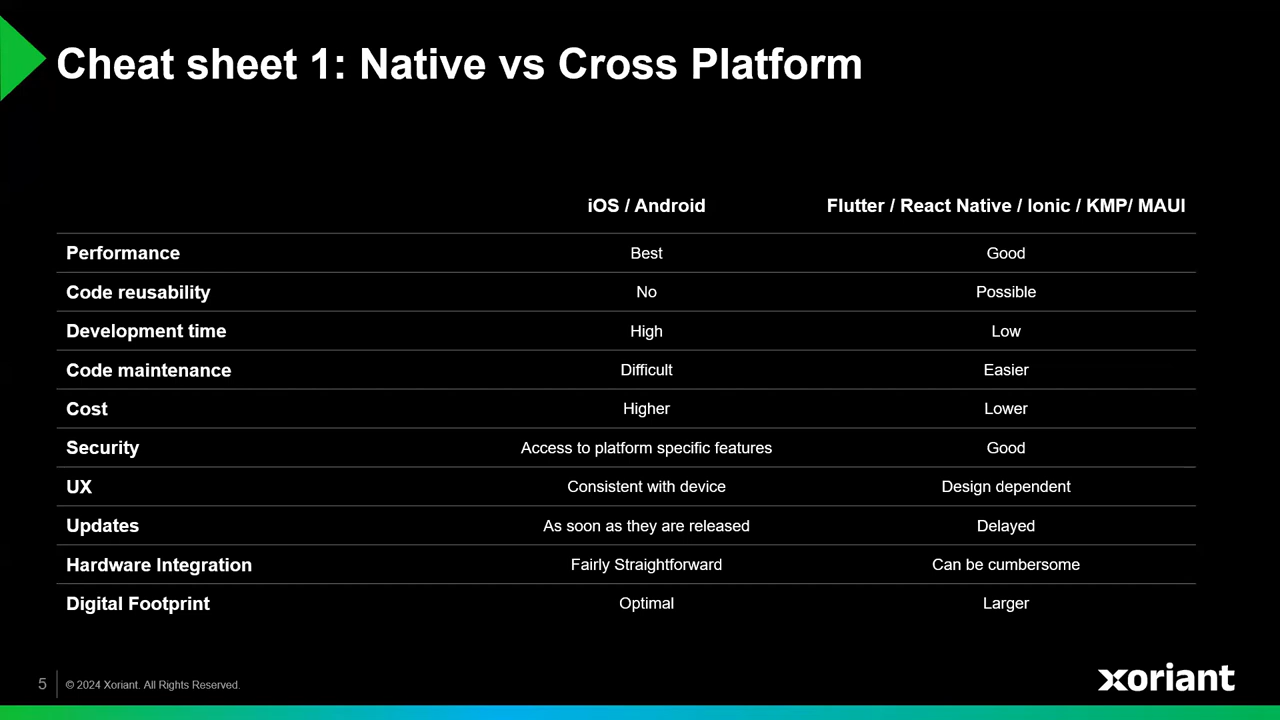 Cheat sheet 1: Native vs Cross Platform
iOS / Android Flutter / React Native / Ionic / KMP/ MAUI
Performance Best Good
Code reusability No Possible
Development time High Low
Code maintenance Difficult Easier
Cost Higher Lower
Security Access to platform specific features Good
UX Consistent with device Design dependent
Updates As soon as they are released Delayed
Hardware Integration Fairly Straightforward Can be cumbersome
Digital Footprint Optimal Larger
5 © 2024 Xoriant. All Rights Reserved.
xoriant